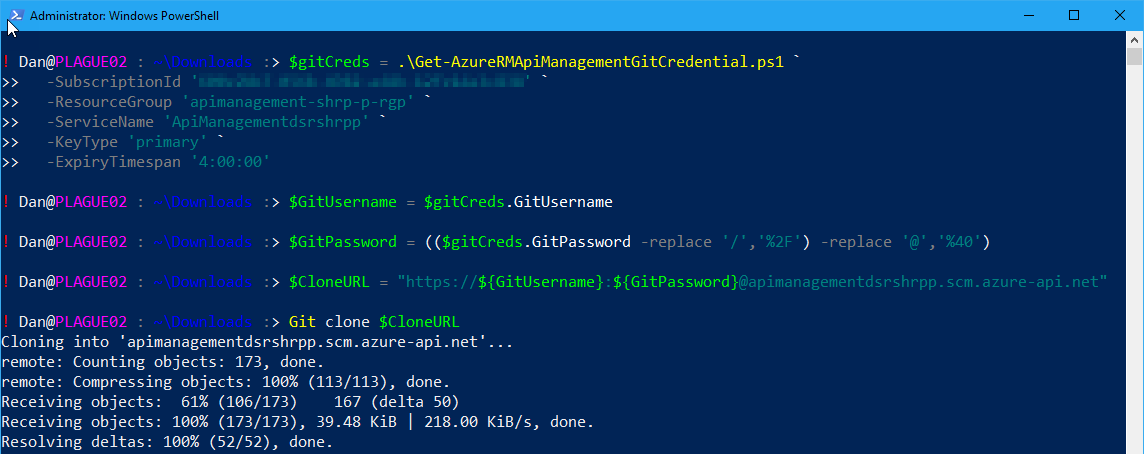 Administrator: Windows PowerShell
! Dan@PLAGUE02 : ~\Downloads :> $gitCreds = .\Get-AzureRMApiManagementGitCredential.ps1 `
>>   -SubscriptionId ' ' `
>>   -ResourceGroup 'apimanagement-shrp-p-rgp' `
>>   -ServiceName 'ApiManagementdsrshrpp' `
>>   -KeyType 'primary' `
>>   -ExpiryTimespan '4:00:00'
! Dan@PLAGUE02 : ~\Downloads :> $GitUsername = $gitCreds.GitUsername
! Dan@PLAGUE02 : ~\Downloads :> $GitPassword = (($gitCreds.GitPassword -replace '/','%2F') -replace '@','%40')
! Dan@PLAGUE02 : ~\Downloads :> $CloneURL = "https://${GitUsername}:${GitPassword}@apimanagementdsrshrpp.scm.azure-api.net"
! Dan@PLAGUE02 : ~\Downloads :> Git clone $CloneURL
Cloning into 'apimanagementdsrshrpp.scm.azure-api.net'...
remote: Counting objects: 173, done.
remote: Compressing objects: 100% (113/113), done.
Receiving objects:  61% (106/173)    167 (delta 50)
Receiving objects: 100% (173/173), 39.48 KiB | 218.00 KiB/s, done.
Resolving deltas: 100% (52/52), done.